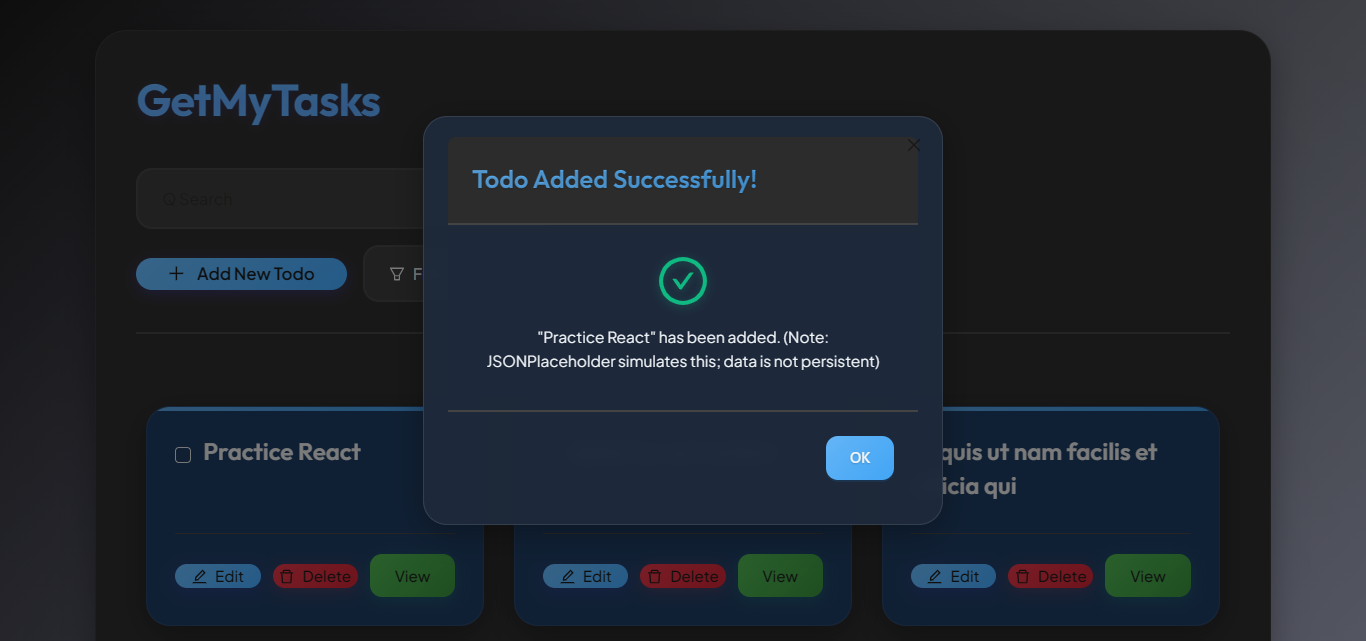 GetMyTasks
Search
Add New Todo
Todo Added Successfully!
"Practice React" has been added. (Note:
JSONPlaceholder simulates this; data is not persistent)
OK
Practice React
quis ut nam facilis et
qui
Edit
Delete
View
Edit
Delete
View
Edit
Delete
View